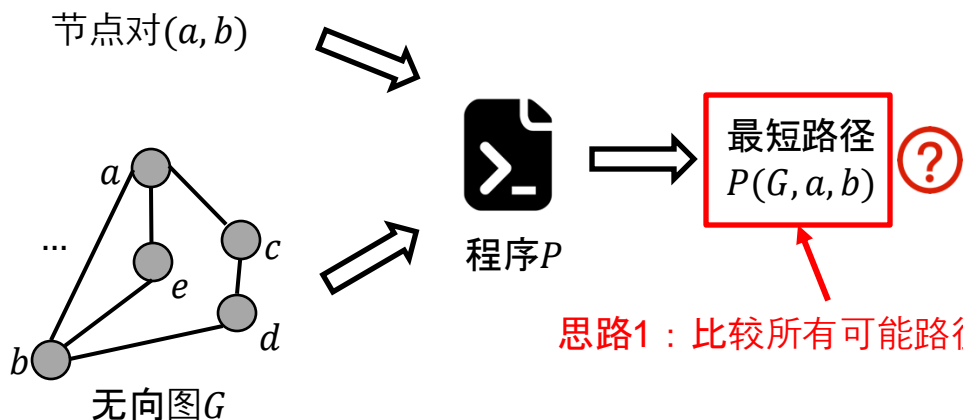 节点对(a, b)
a
...
c
e
d
b
无向图G
程序P
最短路径
P(G, a, b)
?
思路1：比较所有可能路